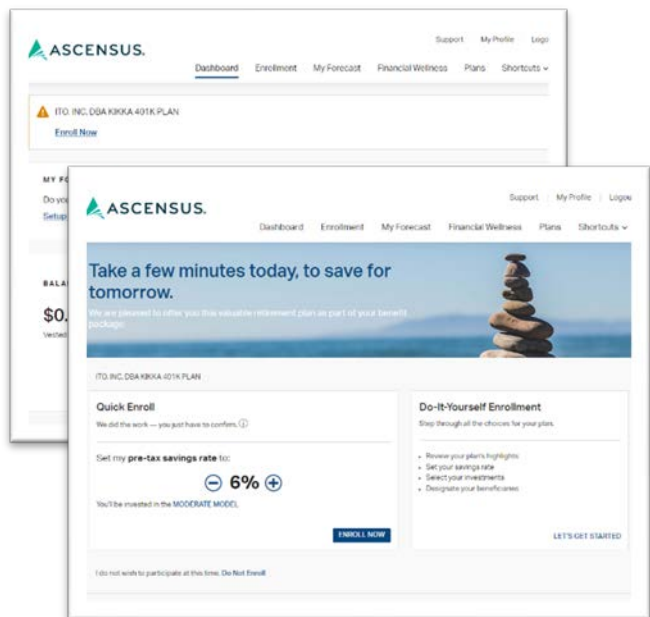 ASCENSUS.
Support My Profile Logo
Dashboard Enrollment My Forecast Financial Wellness Plans Shortcuts
ITO, INC. DBA KIKKA 401K PLAN
Enroll Now
MY FO
Do you
Setup
BALA
$0.
Vested
ASCENSUS.
Support | My Profile | Logou
Dashboard Enrollment My Forecast Financial Wellness Plans Shortcuts
Take a few minutes today, to save for
tomorrow.
We are pleased to offer you this valuable retirement plan as part of your benefit
package.
ITO, INC. DBA KIKKA 401K PLAN
Quick Enroll
We did the work — you just have to confirm.
Set my pre-tax savings rate to:
6%
You'll be invested in the MODERATE MODEL
ENROLL NOW
Do-It-Yourself Enrollment
Step through all the choices for your plan.
• Review your plan's highlights
• Set your savings rate
• Select your investments
• Designate your beneficiaries
LET'S GET STARTED
I do not wish to participate at this time. Do Not Enroll